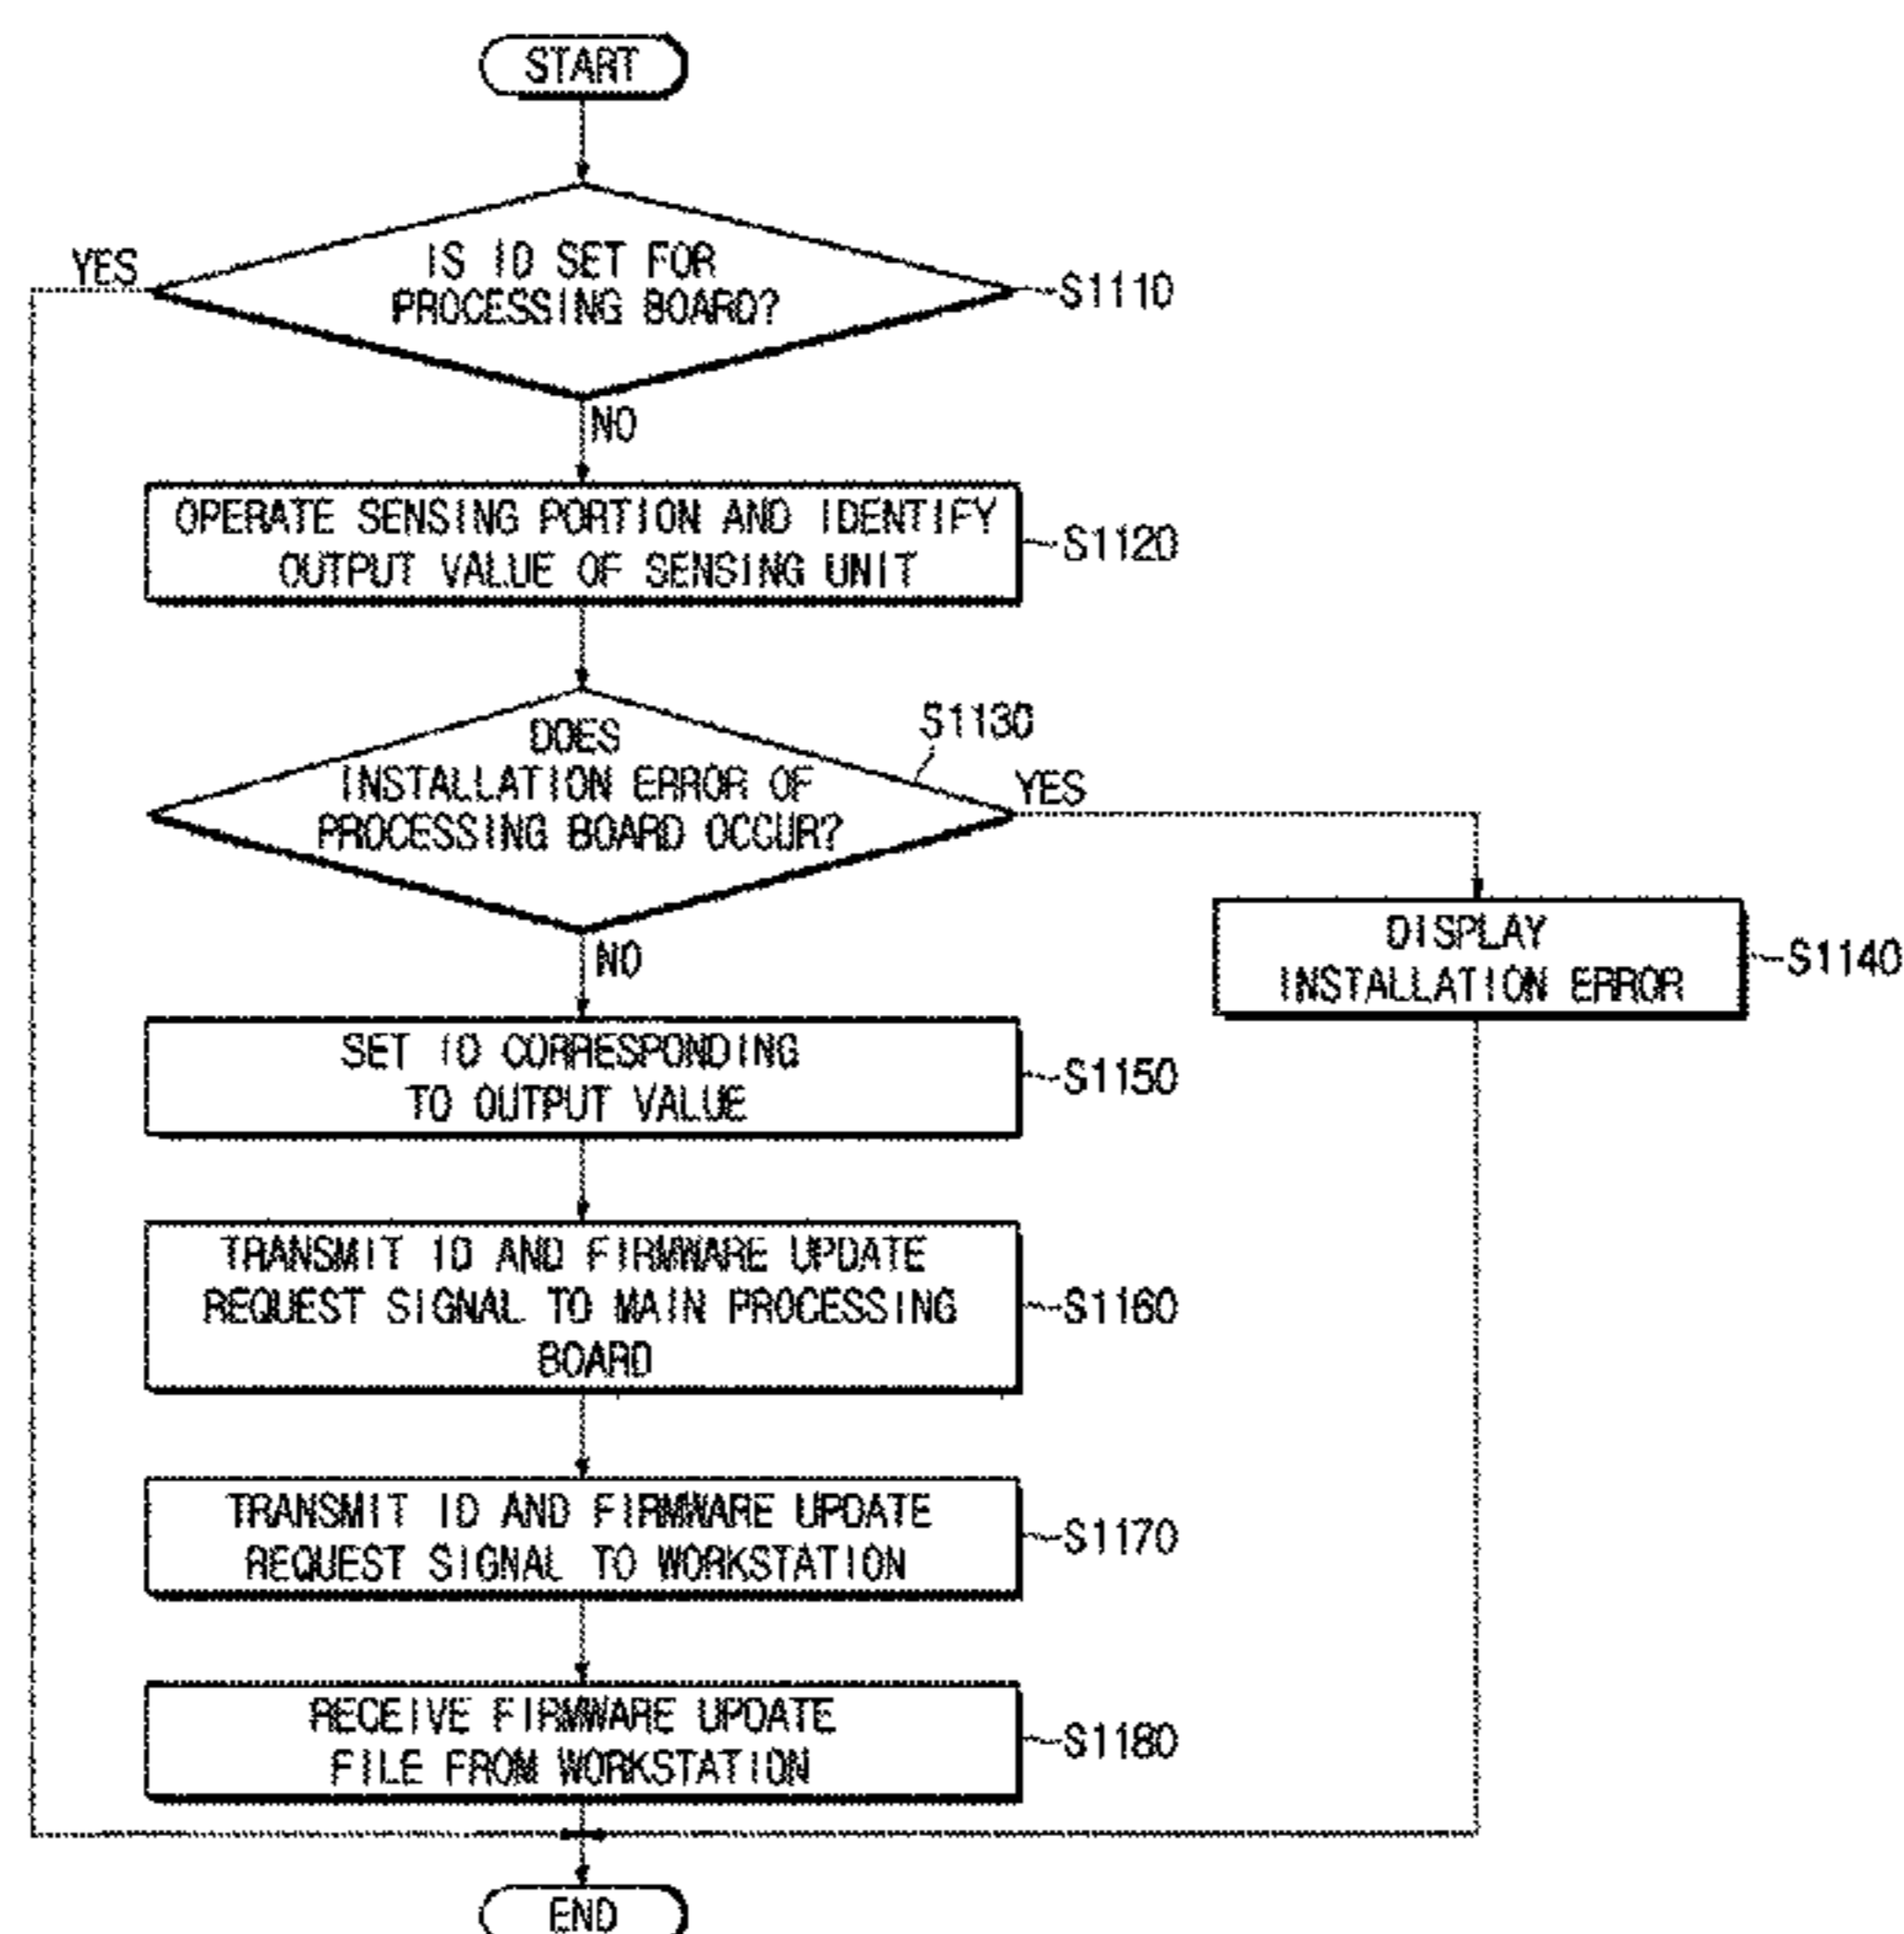 START
YES
IS ID SET FOR
PROCESSING BOARD?
S1110
NO
OPERATE SENSING PORTION AND IDENTIFY
OUTPUT VALUE OF SENSING UNIT
S1120
DOES
INSTALLATION ERROR OF
PROCESSING BOARD OCCUR?
S1130
YES
NO
DISPLAY
INSTALLATION ERROR
S1140
SET ID CORRESPONDING
TO OUTPUT VALUE
S1150
TRANSMIT ID AND FIRMWARE UPDATE
REQUEST SIGNAL TO MAIN PROCESSING
BOARD
S1160
TRANSMIT ID AND FIRMWARE UPDATE
REQUEST SIGNAL TO WORKSTATION
S1170
RECEIVE FIRMWARE UPDATE
FILE FROM WORKSTATION
S1180
END